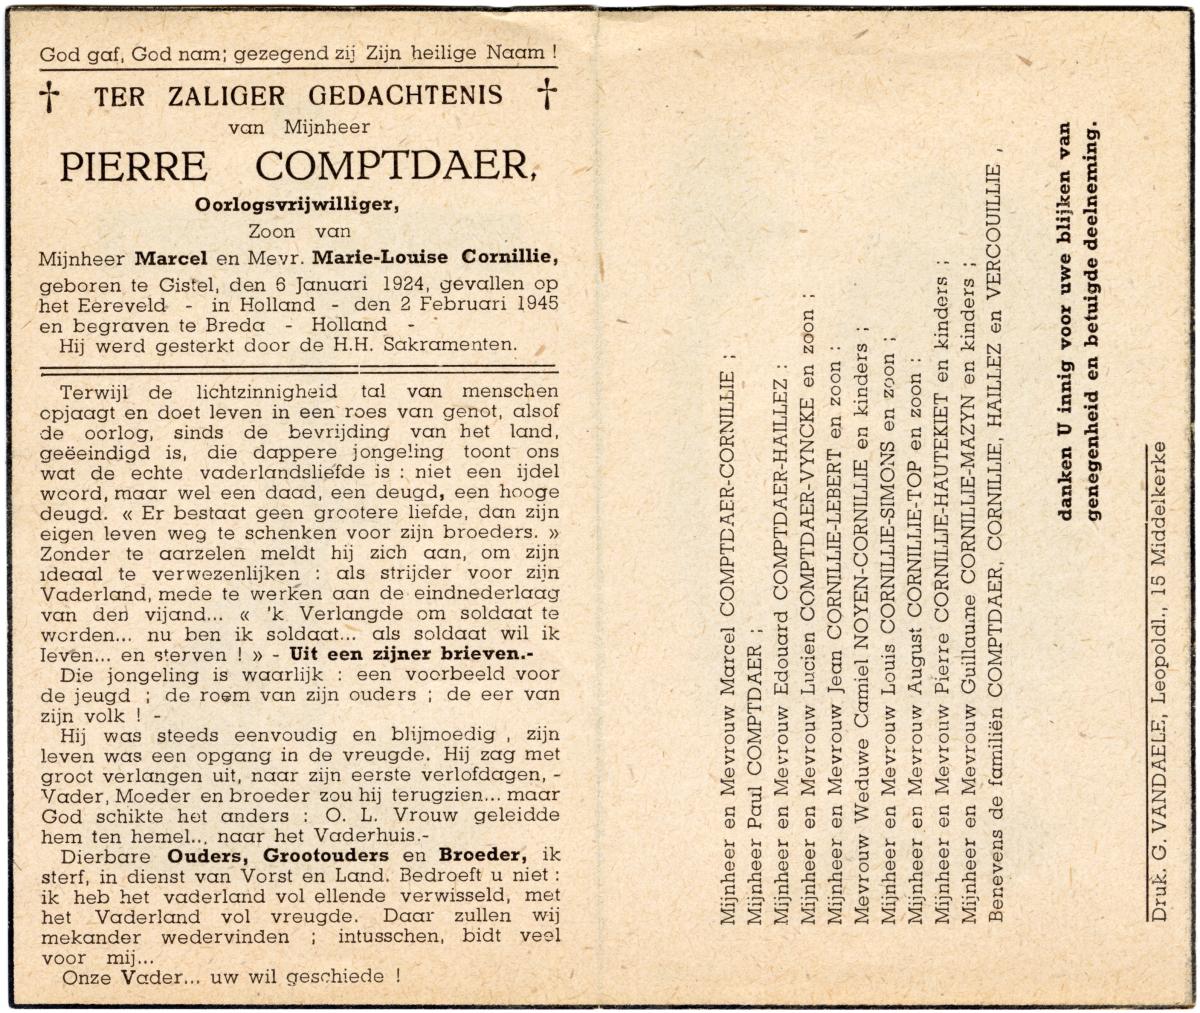 God gaf, God nam; gezegend zij Zijn heilige Naam !
† TER ZALIGER GEDACHTENIS †
van Mijnheer
PIERRE COMPTDAER,
Oorlogsvrijwilliger,
Zoon van
Mijnheer Marcel en Mevr. Marie-Louise Cornillie,
geboren te Gistel, den 6 Januari 1924, gevallen op
het Eereveld - in Holland - den 2 Februari 1945
en begraven te Breda - Holland -
Hij werd gesterkt door de H.H. Sakramenten.
Terwijl de lichtzinnigheid tal van menschen
opjaagt en doet leven in een roes van genot, alsof
de oorlog, sinds de bevrijding van het land,
geëeindigd is, die dappere jongeling toont ons
wat de echte vaderlandsliefde is : niet een ijdel
woord, maar wel een daad, een deugd, een hooge
deugd. « Er bestaat geen grootere liefde, dan zijn
eigen leven weg te schenken voor zijn broeders. »
Zonder te aarzelen meldt hij zich aan, om zijn
ideaal te verwezenlijken : als strijder voor zijn
Vaderland, mede te werken aan de eindnederlaag
van den vijand... « 'k Verlangde om soldaat te
worden... nu ben ik soldaat... als soldaat wil ik
leven... en sterven ! » - Uit een zijner brieven.-
Die jongeling is waarlijk : een voorbeeld voor
de jeugd ; de roem van zijn ouders ; de eer van
zijn volk ! -
Hij was steeds eenvoudig en blijmoedig , zijn
leven was een opgang in de vreugde. Hij zag met
groot verlangen uit, naar zijn eerste verlofdagen, -
Vader, Moeder en broeder zou hij terugzien... maar
God schikte het anders : O. L. Vrouw geleidde
hem ten hemel... naar het Vaderhuis.-
Dierbare Ouders, Grootouders en Broeder, ik
sterf, in dienst van Vorst en Land. Bedroeft u niet :
ik heb het vaderland vol ellende verwisseld, met
het Vaderland vol vreugde. Daar zullen wij
mekander wedervinden ; intusschen, bidt veel
voor mij...
Onze Vader... uw wil geschiede !
Mijnheer en Mevrouw Marcel COMPTDAER-CORNILLIE ;
Mijnheer Paul COMPTDAER ;
Mijnheer en Mevrouw Edouard COMPTDAER-HAILLEZ ;
Mijnheer en Mevrouw Lucien COMPTDAER-VYNCKE en zoon ;
Mijnheer en Mevrouw Jean CORNILLIE-LEBERT en zoon ;
Mevrouw Weduwe Camiel NOYEN-CORNILLIE en kinders ;
Mijnheer en Mevrouw Louis CORNILLIE-SIMONS en zoon ;
Mijnheer en Mevrouw August CORNILLIE-TOP en zoon ;
Mijnheer en Mevrouw Pierre CORNILLIE-HAUTEKIET en kinders ;
Mijnheer en Mevrouw Guillaume CORNILLIE-MAZYN en kinders ;
Benevens de familiën COMPTDAER, CORNILLIE, HAILLEZ en VERCOUILLIE ,
danken U innig voor uwe blijken van
genegenheid en betuigde deelneming.
Druk. G. VANDAELE, Leopoldl., 15 Middelkerke